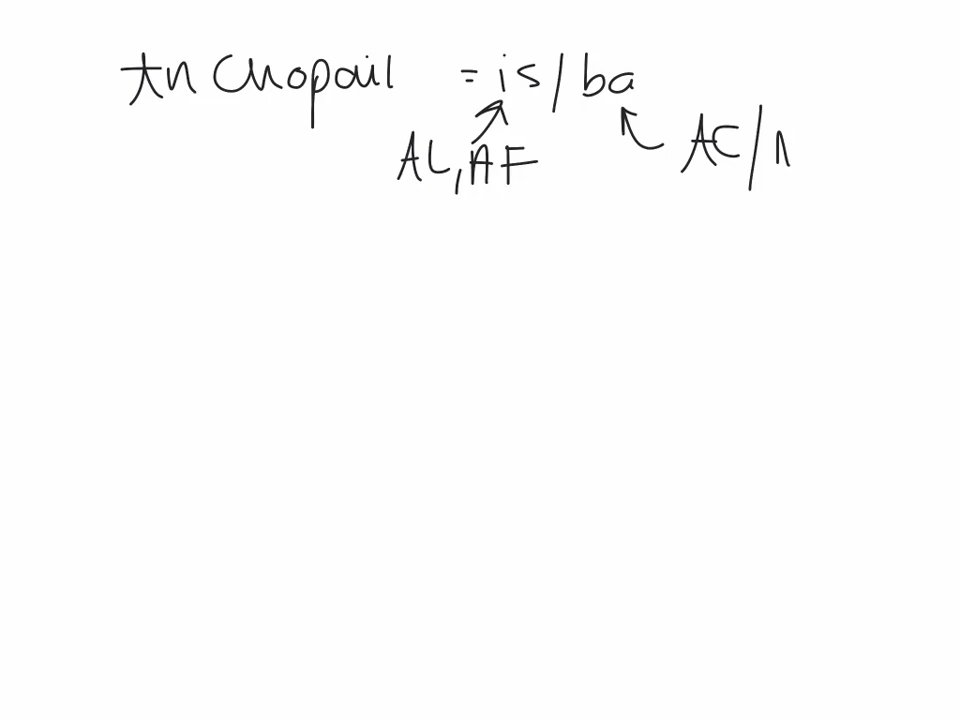 An Chopail = is/ba
AL, AF AC/